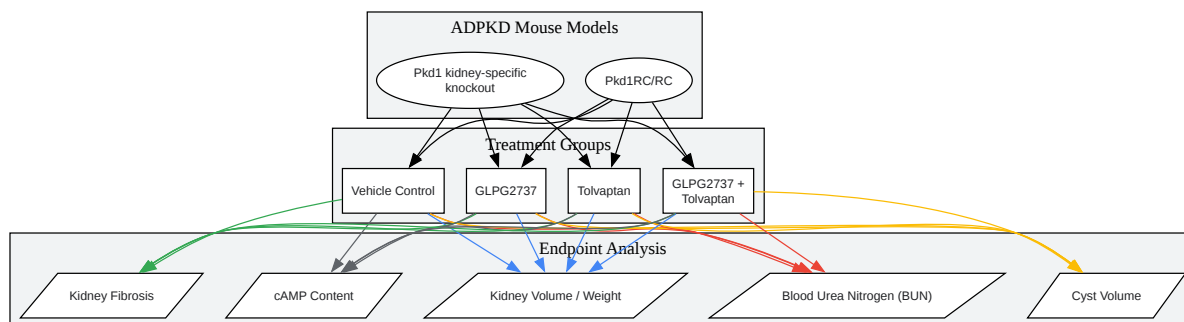 ADPKD Mouse Models
Pkd1 kidney-specific
knockout
Pkd1RC/RC
Treatment Groups
Vehicle Control
GLPG2737
Tolvaptan
GLPG2737 +
Tolvaptan
Endpoint Analysis
Kidney Fibrosis
cAMP Content
Kidney Volume / Weight
Blood Urea Nitrogen (BUN)
Cyst Volume